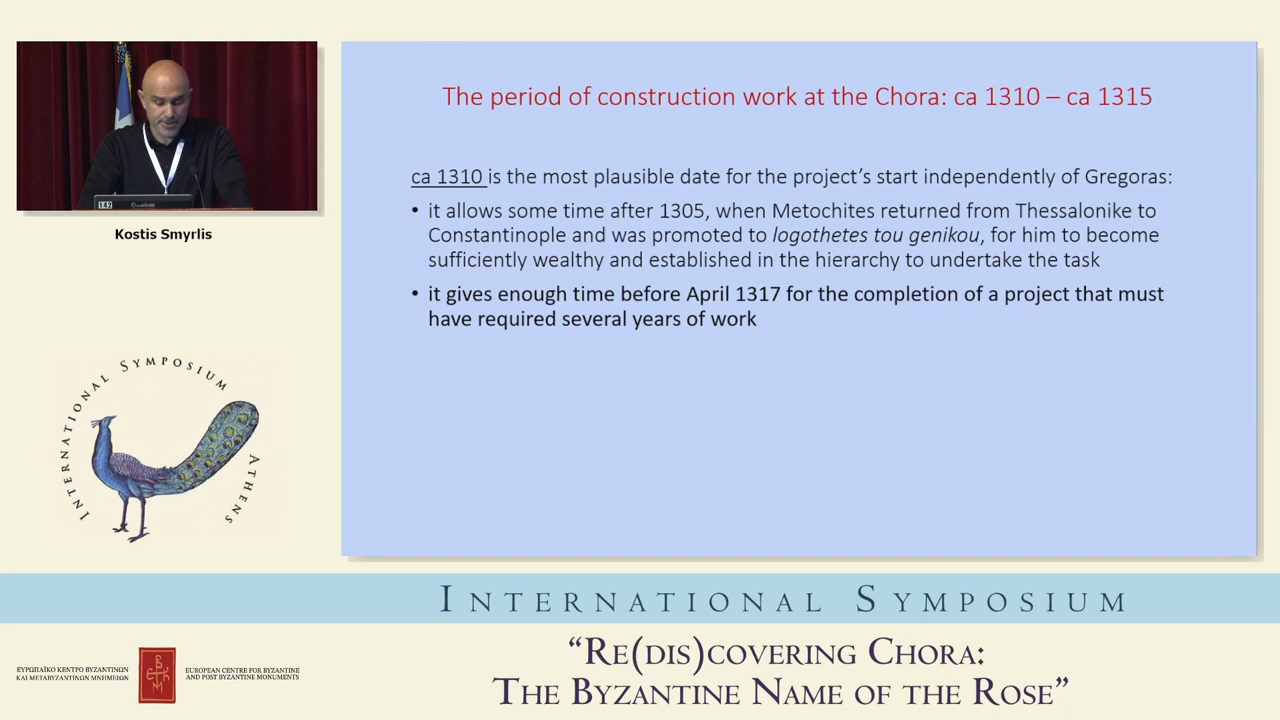 The period of construction work at the Chora: ca 1310 – ca 1315
ca 1310 is the most plausible date for the project’s start independently of Gregoras:
• it allows some time after 1305, when Metochites returned from Thessalonike to
Constantinople and was promoted to logothetes tou genikou, for him to become
sufficiently wealthy and established in the hierarchy to undertake the task
• it gives enough time before April 1317 for the completion of a project that must
have required several years of work
142
Kostis Smyrlis
INTERNATIONAL SYMPOSIUM ATHENS
INTERNATIONAL SYMPOSIUM
“RE(DIS)COVERING CHORA:
THE BYZANTINE NAME OF THE ROSE”
ΕΥΡΩΠΑΪΚΟ ΚΕΝΤΡΟ ΒΥΖΑΝΤΙΝΩΝ
ΚΑΙ ΜΕΤΑΒΥΖΑΝΤΙΝΩΝ ΜΝΗΜΕΙΩΝ
EUROPEAN CENTRE FOR BYZANTINE
AND POST BYZANTINE MONUMENTS